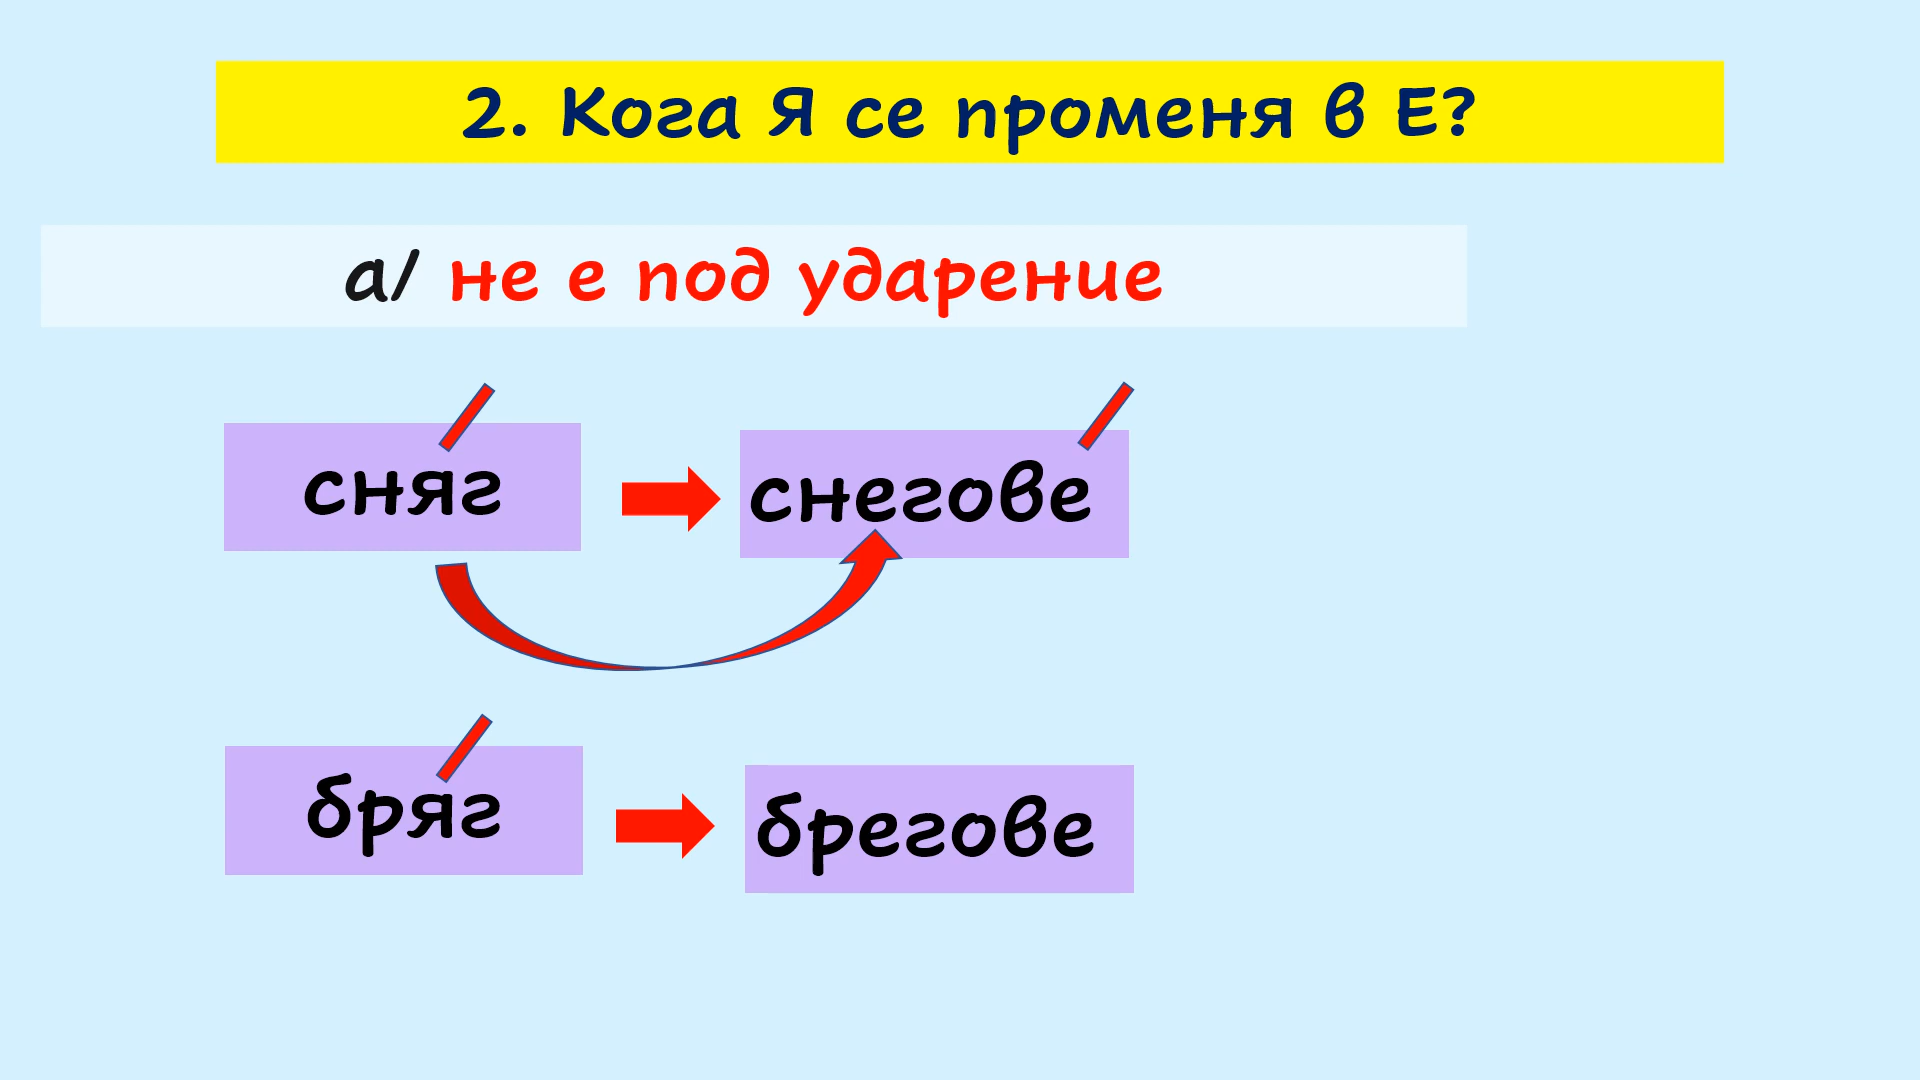 2. Кога Я се променя в Е?
а/ не е под ударение
сняг
снегове
бряг
брегове